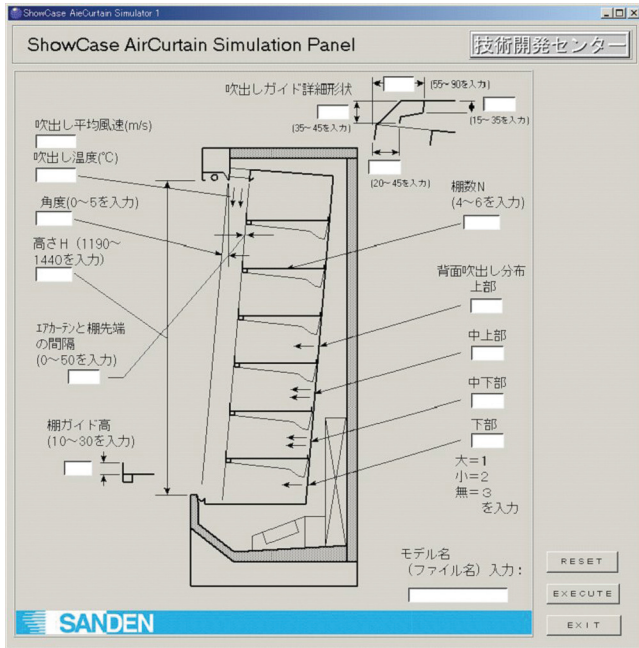 ShowCase AieCurtain Simulator 1
ShowCase AirCurtain Simulation Panel
技術開発センター
吹出しガイド詳細形状
(55~90を入力)
(35~45を入力)
(15~35を入力)
(20~45を入力)
吹出し平均風速(m/s)
吹出し温度(℃)
角度(0~5を入力)
高さH(1190~
1440を入力)
エアカーテンと棚先端
の間隔
(0~50を入力)
棚ガイド高
(10~30を入力)
棚数N
(4~6を入力)
背面吹出し分布
上部
中上部
中下部
下部
大=1
小=2
無=3
を入力
モデル名
(ファイル名)入力:
RESET
EXECUTE
EXIT
SANDEN